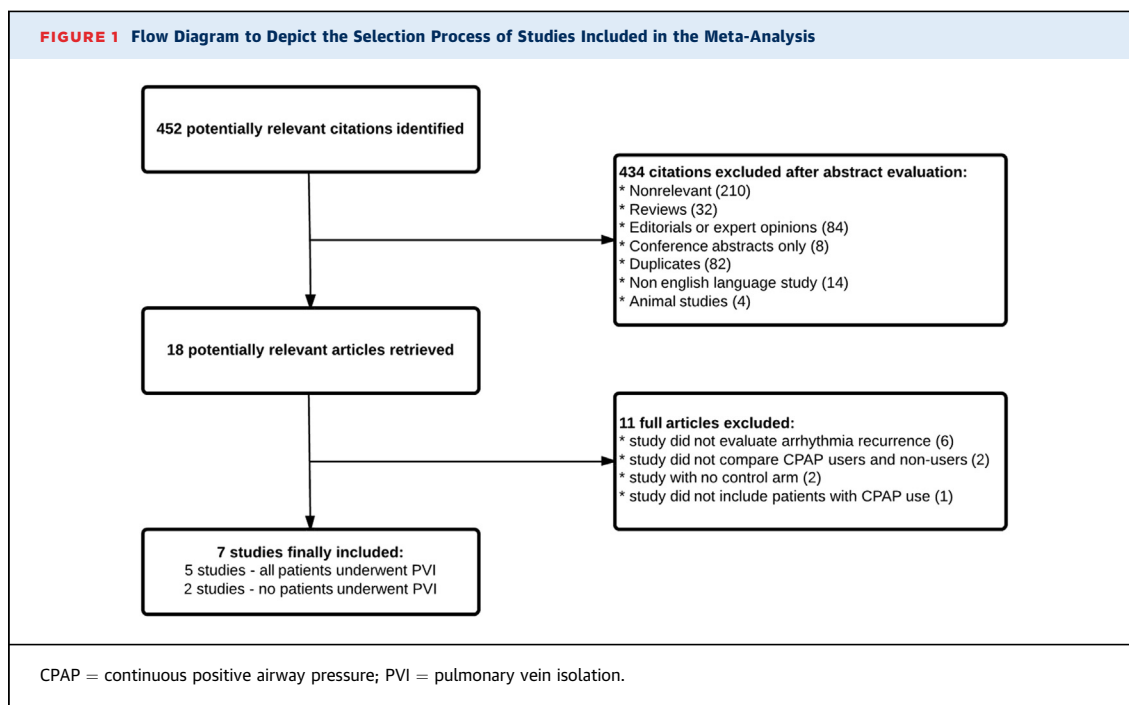 FIGURE 1 Flow Diagram to Depict the Selection Process of Studies Included in the Meta-Analysis
452 potentially relevant citations identified
434 citations excluded after abstract evaluation:
* Nonrelevant (210)
* Reviews (32)
* Editorials or expert opinions (84)
* Conference abstracts only (8)
* Duplicates (82)
* Non english language study (14)
* Animal studies (4)
18 potentially relevant articles retrieved
11 full articles excluded:
* study did not evaluate arrhythmia recurrence (6)
* study did not compare CPAP users and non-users (2)
* study with no control arm (2)
* study did not include patients with CPAP use (1)
7 studies finally included:
5 studies - all patients underwent PVI
2 studies - no patients underwent PVI
CPAP = continuous positive airway pressure; PVI = pulmonary vein isolation.